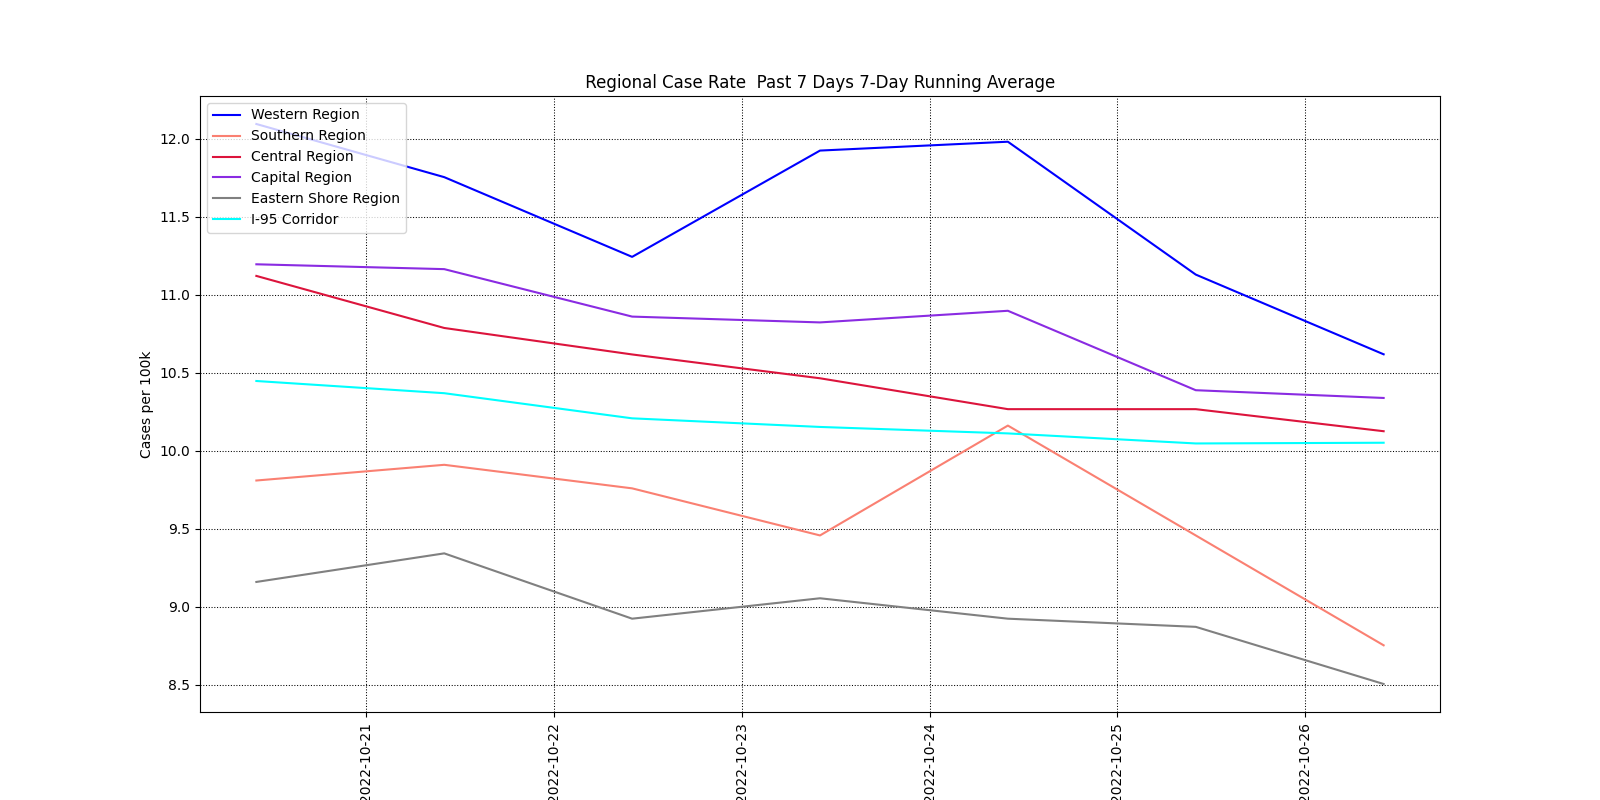 Regional Case Rate  Past 7 Days 7-Day Running Average
Western Region
Southern Region
Central Region
Capital Region
Eastern Shore Region
I-95 Corridor
Cases per 100k
12.0
11.5
11.0
10.5
10.0
9.5
9.0
8.5
2022-10-21
2022-10-22
2022-10-23
2022-10-24
2022-10-25
2022-10-26